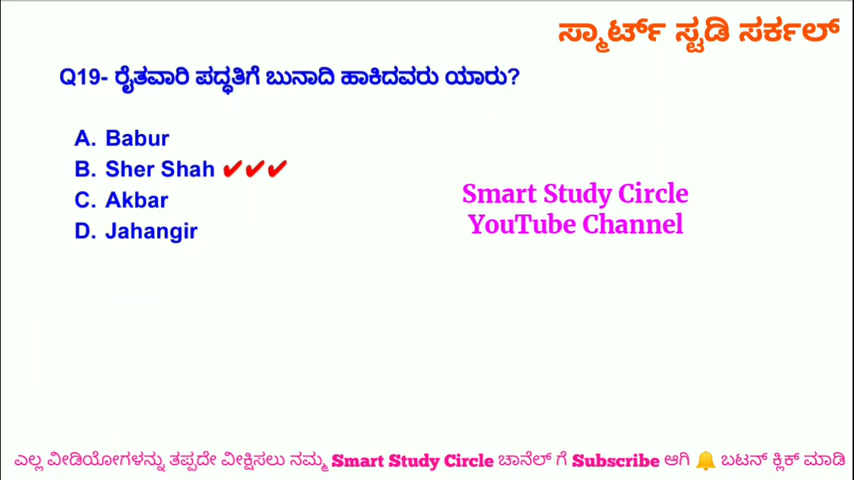 ಸ್ಮಾರ್ಟ್ ಸ್ಟಡಿ ಸರ್ಕಲ್
Q19- ರೈತವಾರಿ ಪದ್ಧತಿಗೆ ಬುನಾದಿ ಹಾಕಿದವರು ಯಾರು?
A. Babur
B. Sher Shah ✔✔✔
C. Akbar
D. Jahangir
Smart Study Circle
YouTube Channel
ಎಲ್ಲ ವೀಡಿಯೋಗಳನ್ನು ತಪ್ಪದೇ ವೀಕ್ಷಿಸಲು ನಮ್ಮ Smart Study Circle ಚಾನೆಲ್ ಗೆ Subscribe ಆಗಿ 🔔 ಬಟನ್ ಕ್ಲಿಕ್ ಮಾಡಿ